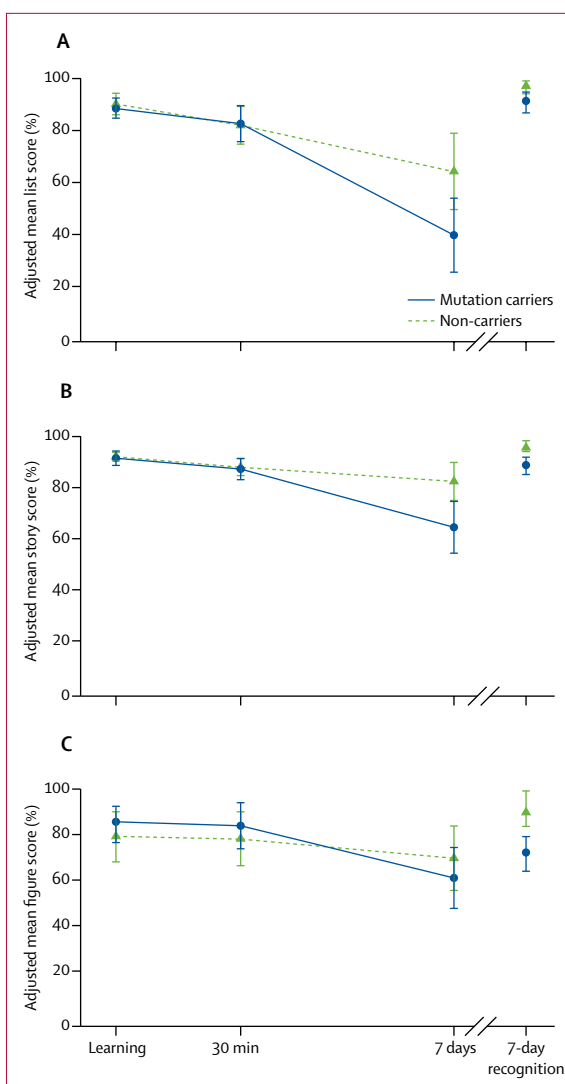 A
Adjusted mean list score (%)
100
80
60
40
20
0
Mutation carriers
Non-carriers
B
Adjusted mean story score (%)
100
80
60
40
20
0
C
Adjusted mean figure score (%)
100
80
60
40
20
0
Learning
30 min
7 days
7-day
recognition